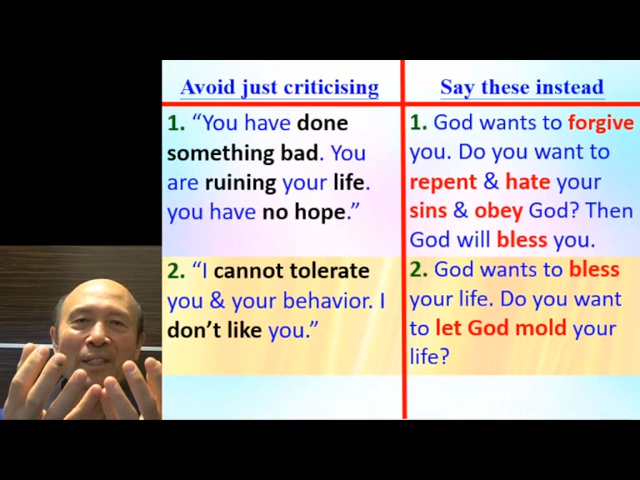 Avoid just criticising
Say these instead
1. “You have done
something bad. You
are ruining your life.
you have no hope.”
1. God wants to forgive
you. Do you want to
repent & hate your
sins & obey God? Then
God will bless you.
2. “I cannot tolerate
you & your behavior. I
don’t like you.”
2. God wants to bless
your life. Do you want
to let God mold your
life?